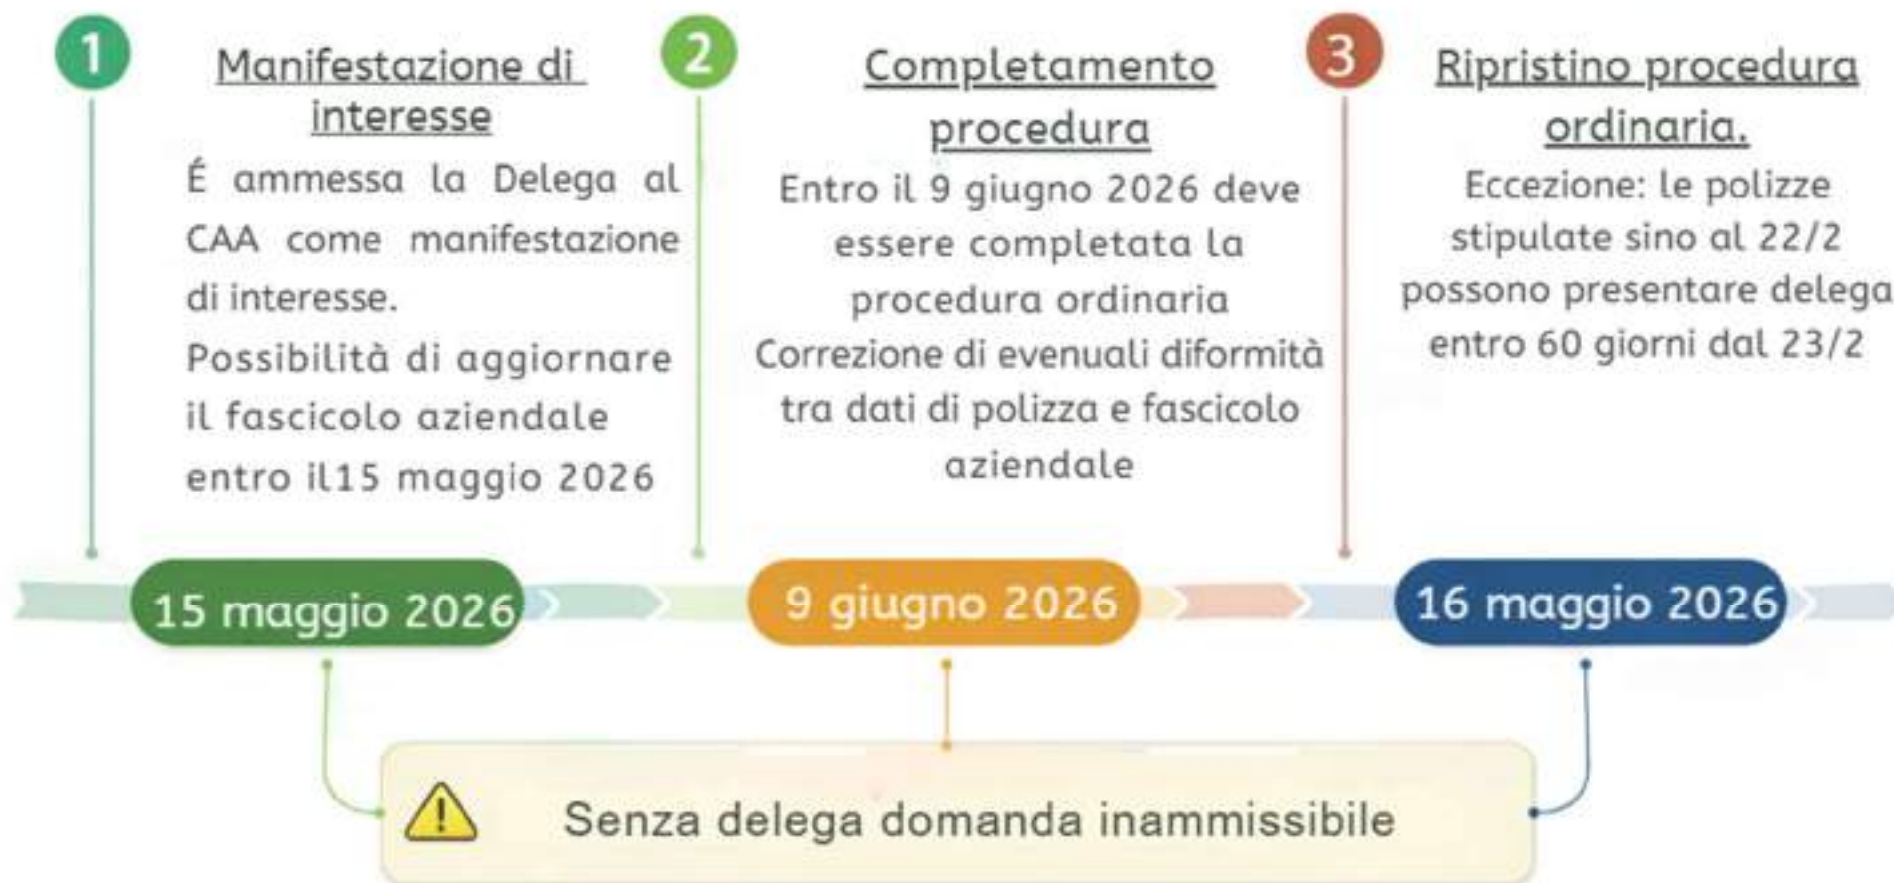 1
Manifestazione di
interesse
É ammessa la Delega al
CAA come manifestazione
di interesse.
Possibilità di aggiornare
il fascicolo aziendale
entro il15 maggio 2026
2
Completamento
procedura
Entro il 9 giugno 2026 deve
essere completata la
procedura ordinaria
Correzione di evenuali diformità
tra dati di polizza e fascicolo
aziendale
3
Ripristino procedura
ordinaria.
Eccezione: le polizze
stipulate sino al 22/2
possono presentare delega
entro 60 giorni dal 23/2
15 maggio 2026
9 giugno 2026
16 maggio 2026
Senza delega domanda inammissibile